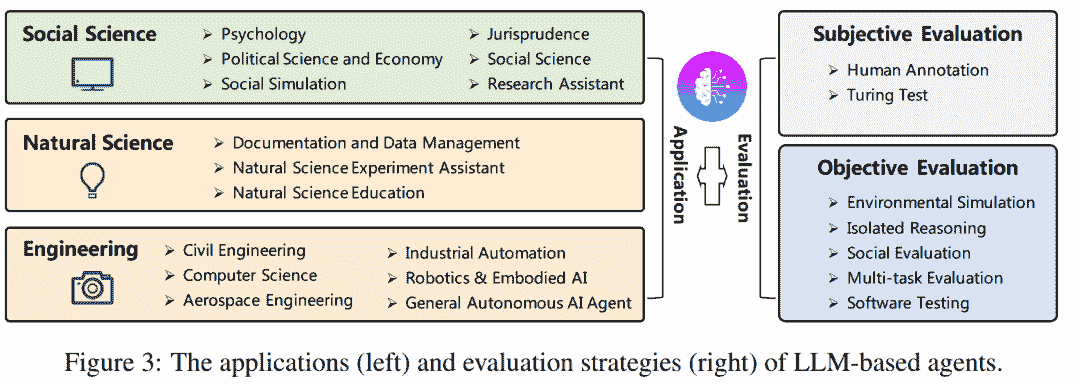 Social Science
Psychology
Political Science and Economy
Social Simulation
Jurisprudence
Social Science
Research Assistant
Natural Science
Documentation and Data Management
Natural Science Experiment Assistant
Natural Science Education
Engineering
Civil Engineering
Computer Science
Aerospace Engineering
Industrial Automation
Robotics & Embodied AI
General Autonomous AI Agent
Application
Evaluation
Subjective Evaluation
Human Annotation
Turing Test
Objective Evaluation
Environmental Simulation
Isolated Reasoning
Social Evaluation
Multi-task Evaluation
Software Testing
Figure 3: The applications (left) and evaluation strategies (right) of LLM-based agents.